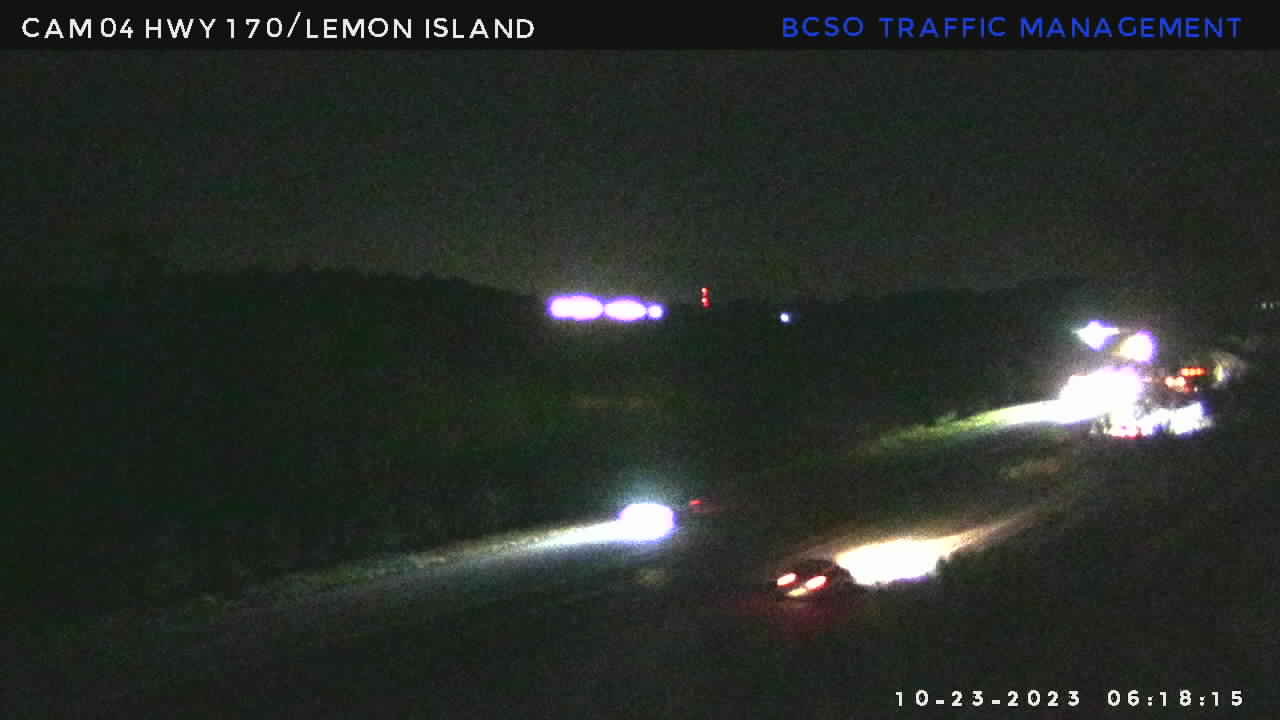 CAM04 HWY 170/LEMON ISLAND
BCSO TRAFFIC MANAGEMENT
10-23-2023 06:18:15